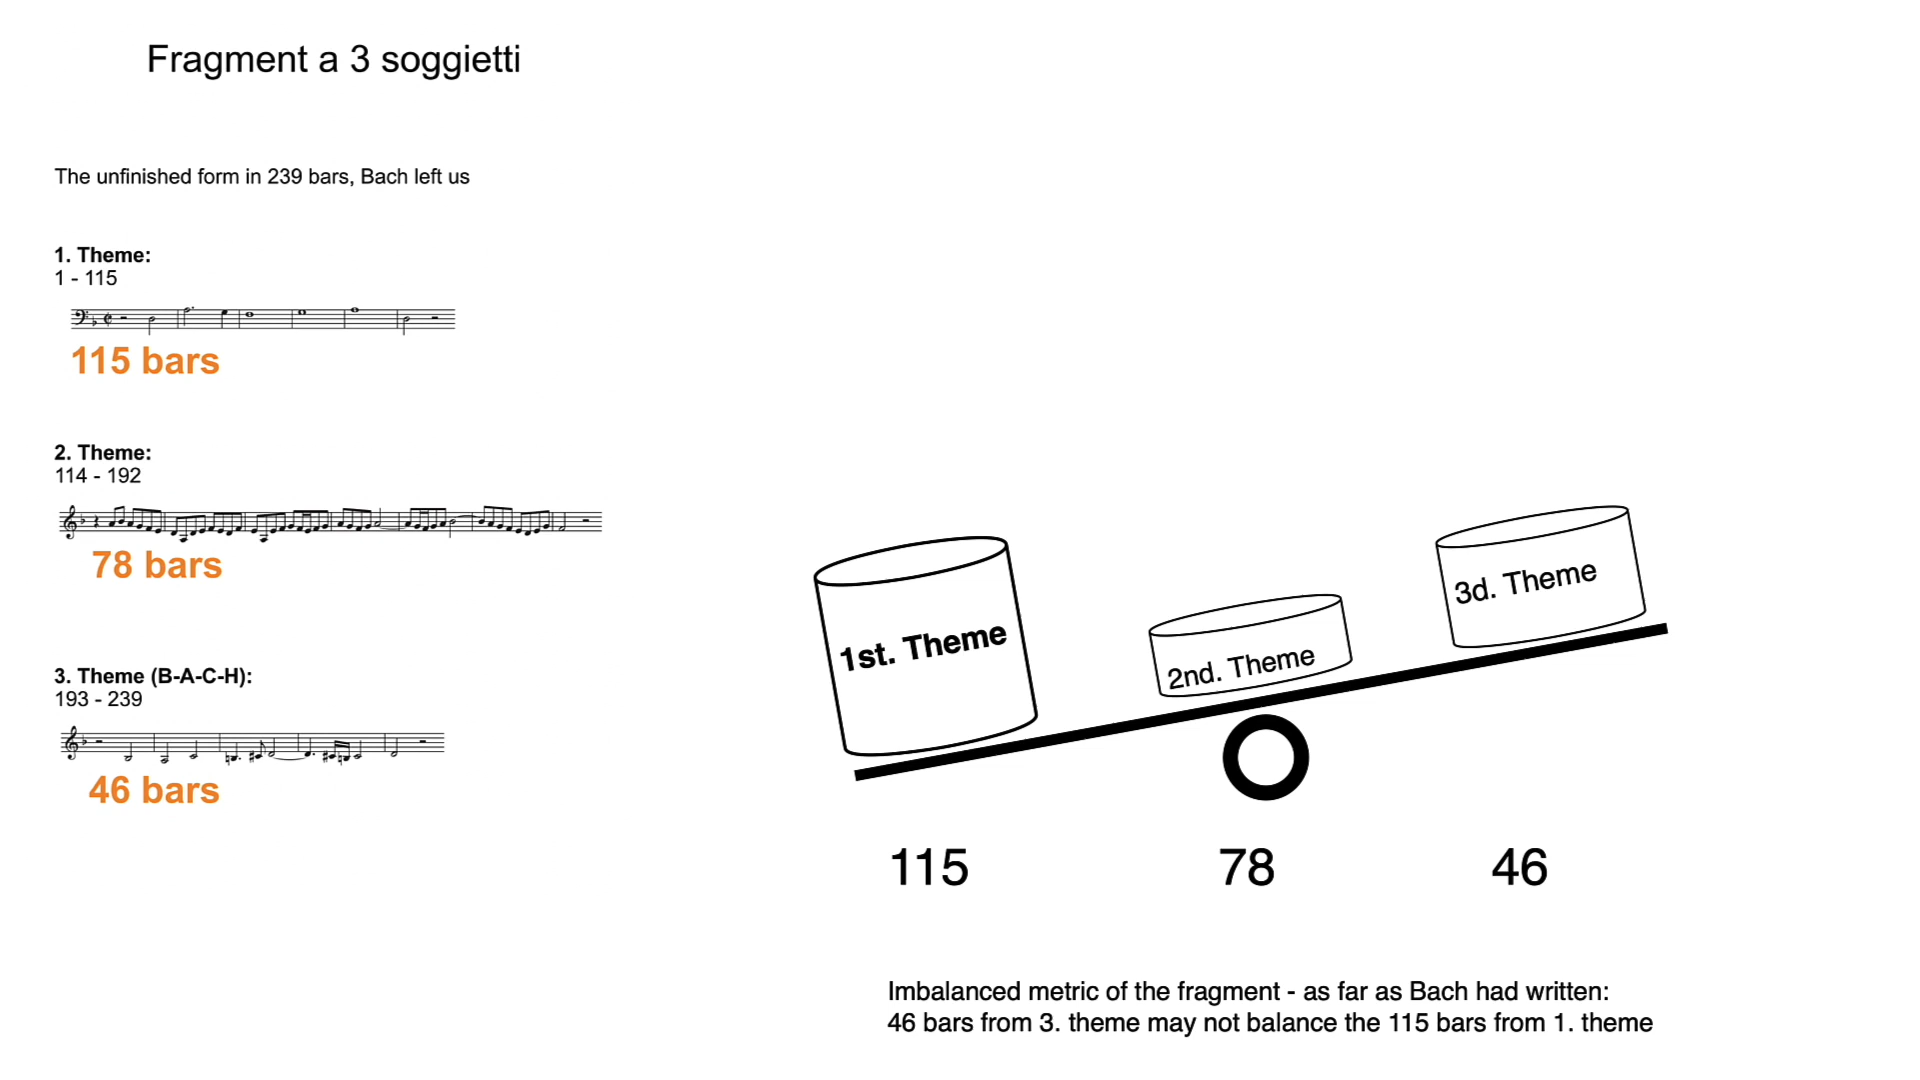 Fragment a 3 soggietti
The unfinished form in 239 bars, Bach left us
1. Theme:
1 - 115
115 bars
2. Theme:
114 - 192
78 bars
3. Theme (B-A-C-H):
193 - 239
46 bars
1st. Theme
2nd. Theme
3d. Theme
115
78
46
Imbalanced metric of the fragment - as far as Bach had written:
46 bars from 3. theme may not balance the 115 bars from 1. theme